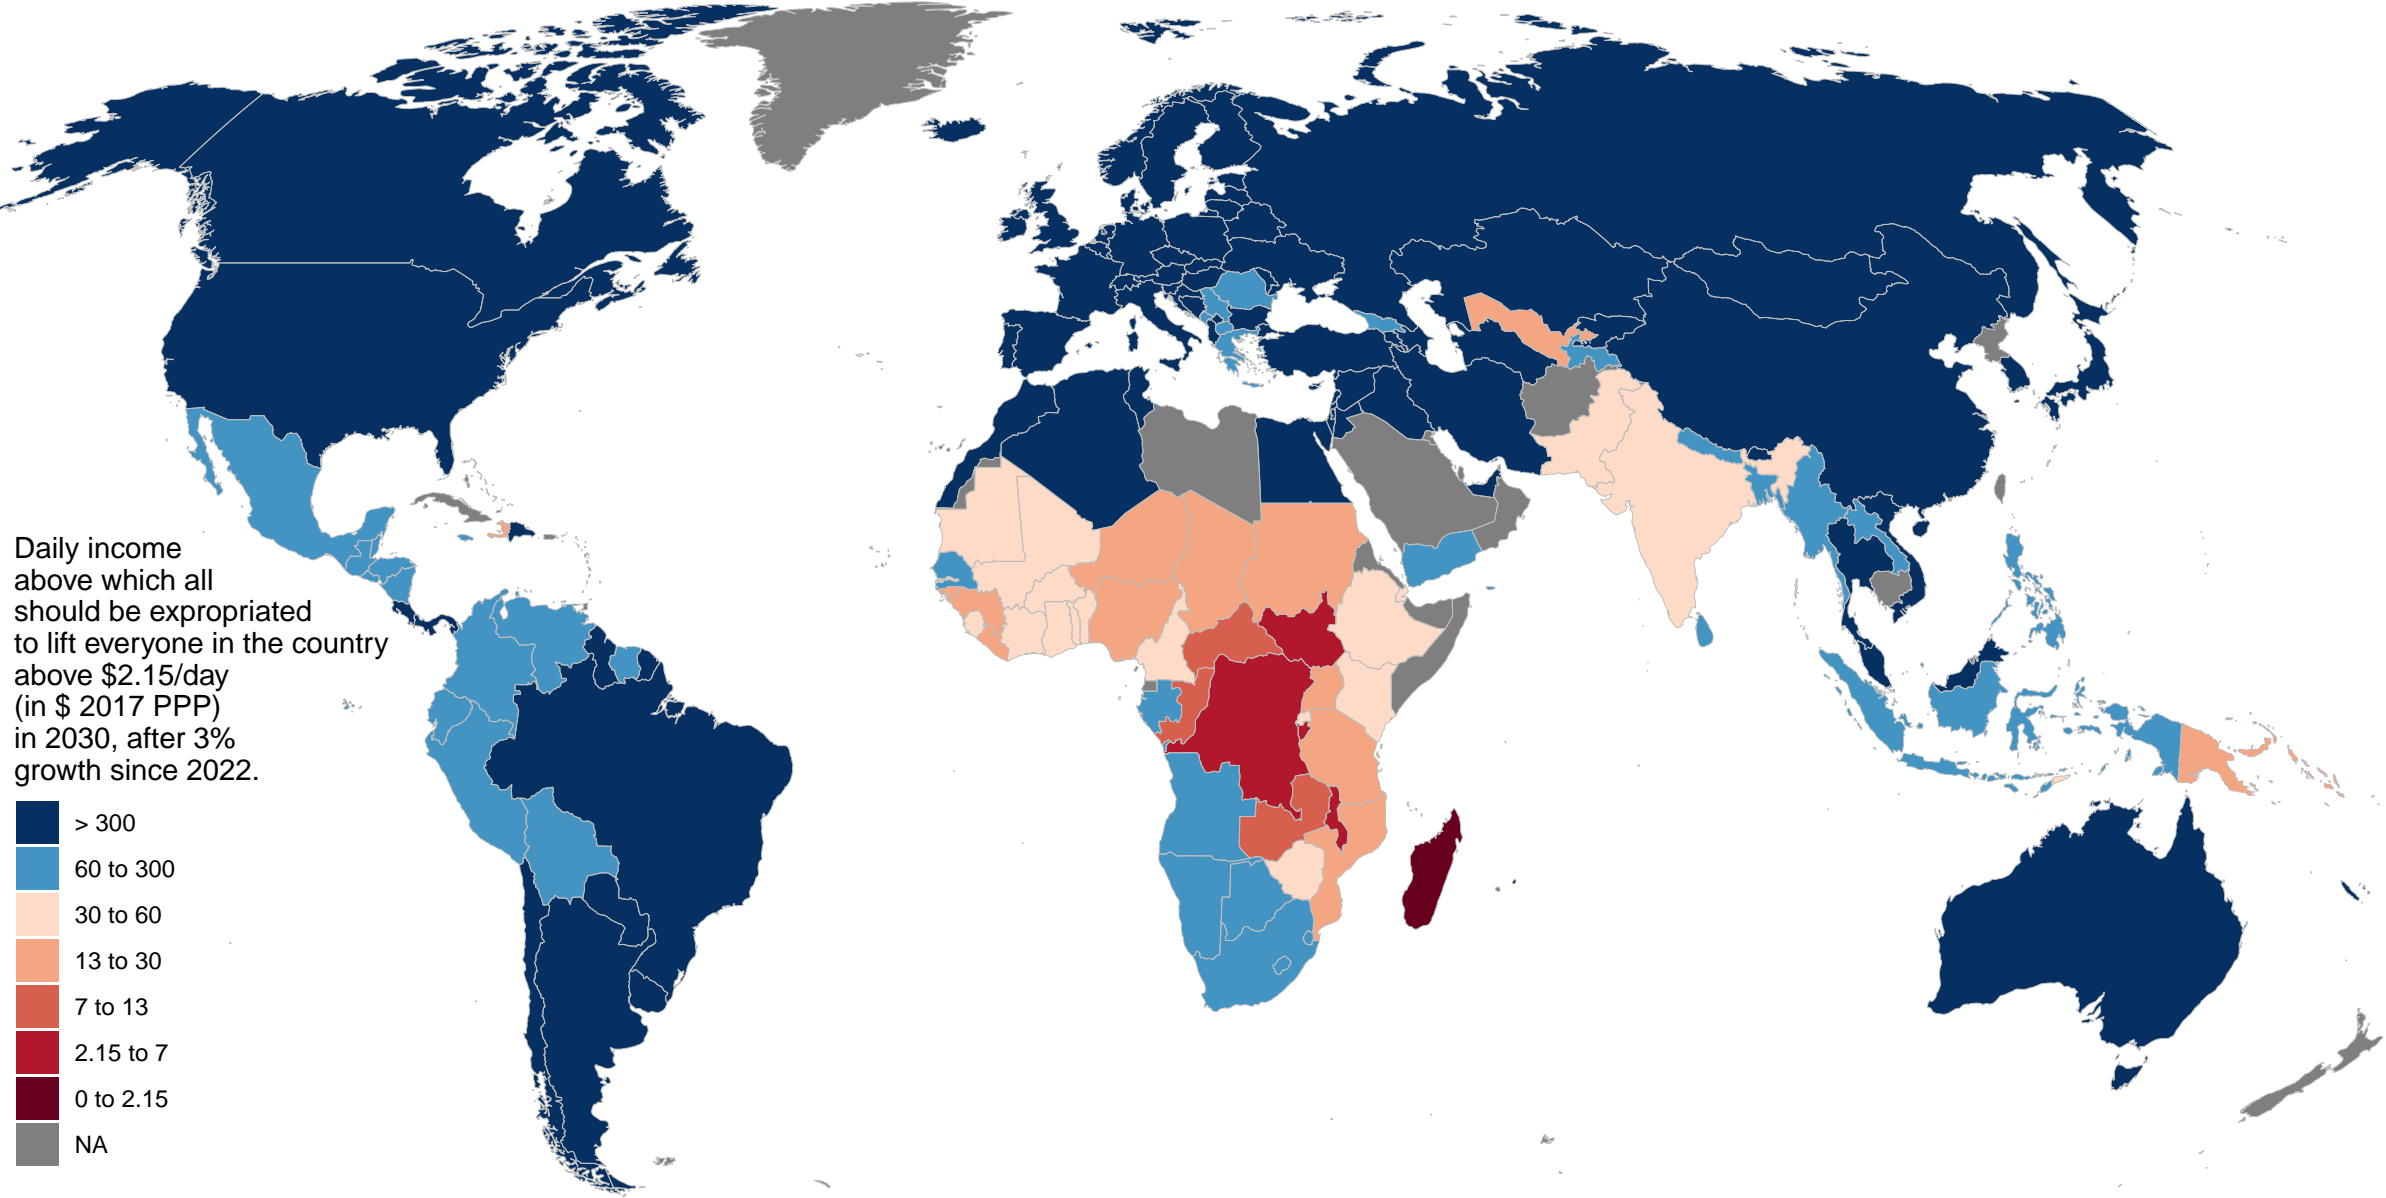 Daily income
above which all
should be expropriated
to lift everyone in the country
above $2.15/day
(in $ 2017 PPP)
in 2030, after 3%
growth since 2022.
> 300
60 to 300
30 to 60
13 to 30
7 to 13
2.15 to 7
0 to 2.15
NA